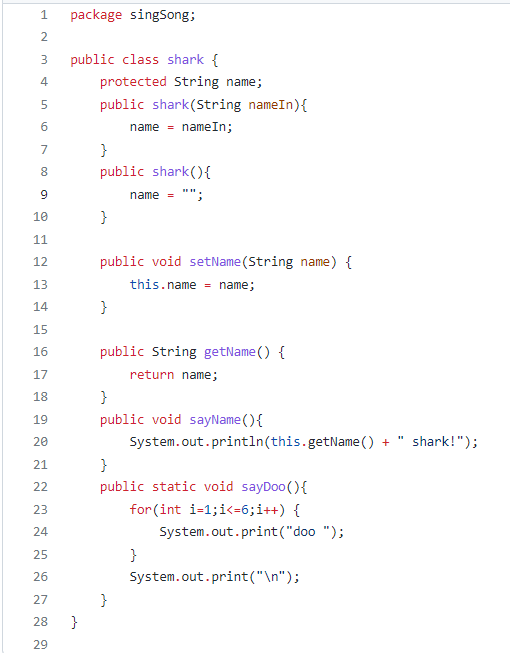 1 package singSong;
2
3 public class shark {
4     protected String name;
5     public shark(String nameIn){
6         name = nameIn;
7     }
8     public shark(){
9         name = "";
10     }
11
12     public void setName(String name) {
13         this.name = name;
14     }
15
16     public String getName() {
17         return name;
18     }
19     public void sayName(){
20         System.out.println(this.getName() + " shark!");
21     }
22     public static void sayDoo(){
23         for(int i=1;i<=6;i++) {
24             System.out.print("doo ");
25         }
26         System.out.print("\n");
27     }
28 }
29